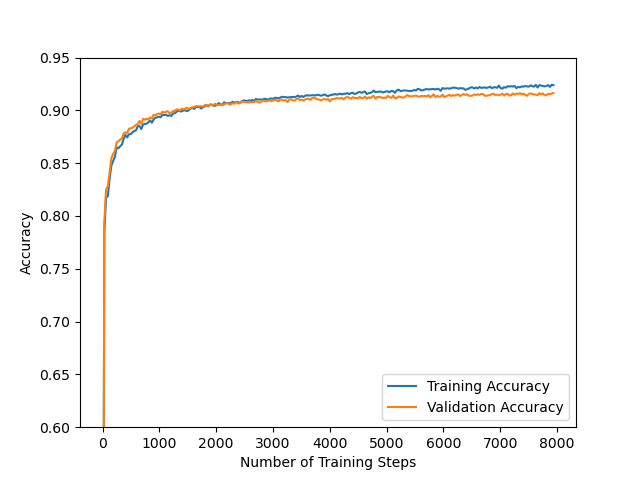 0.95
0.90
0.85
0.80
0.75
0.70
0.65
0.60
Accuracy
Training Accuracy
Validation Accuracy
0 1000 2000 3000 4000 5000 6000 7000 8000
Number of Training Steps